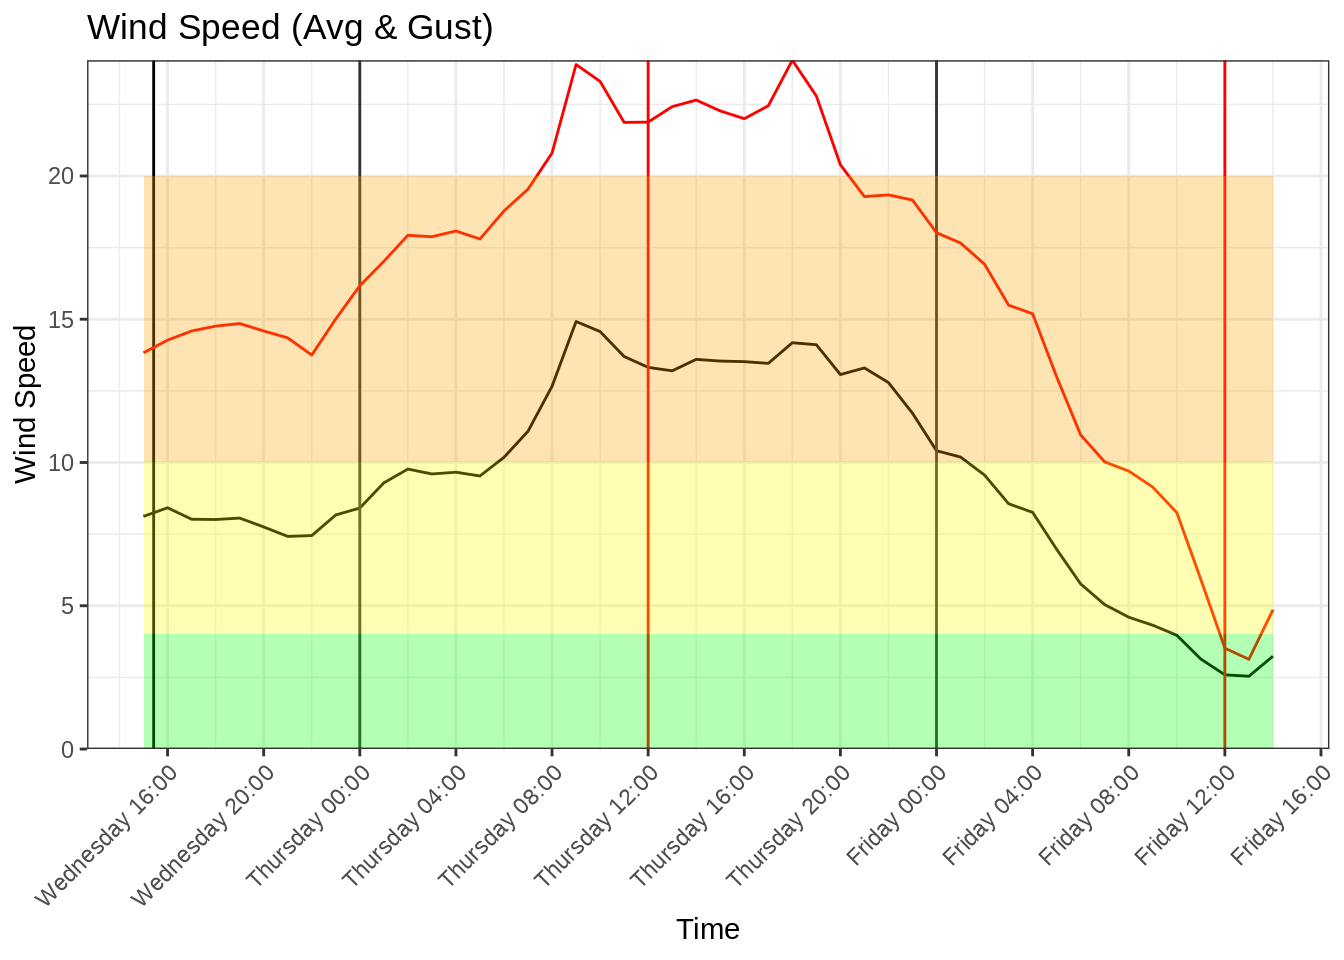 Wind Speed (Avg & Gust)
Wind Speed
20
15
10
5
0
Wednesday 16:00
Wednesday 20:00
Thursday 00:00
Thursday 04:00
Thursday 08:00
Thursday 12:00
Thursday 16:00
Thursday 20:00
Friday 00:00
Friday 04:00
Friday 08:00
Friday 12:00
Friday 16:00
Time